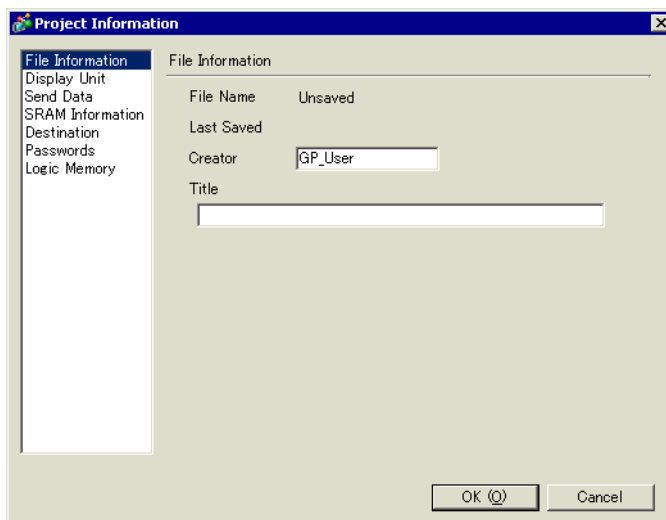 Project Information
File Information
Display Unit
Send Data
SRAM Information
Destination
Passwords
Logic Memory
File Information
File Name Unsaved
Last Saved
Creator GP_User
Title
OK (O) Cancel